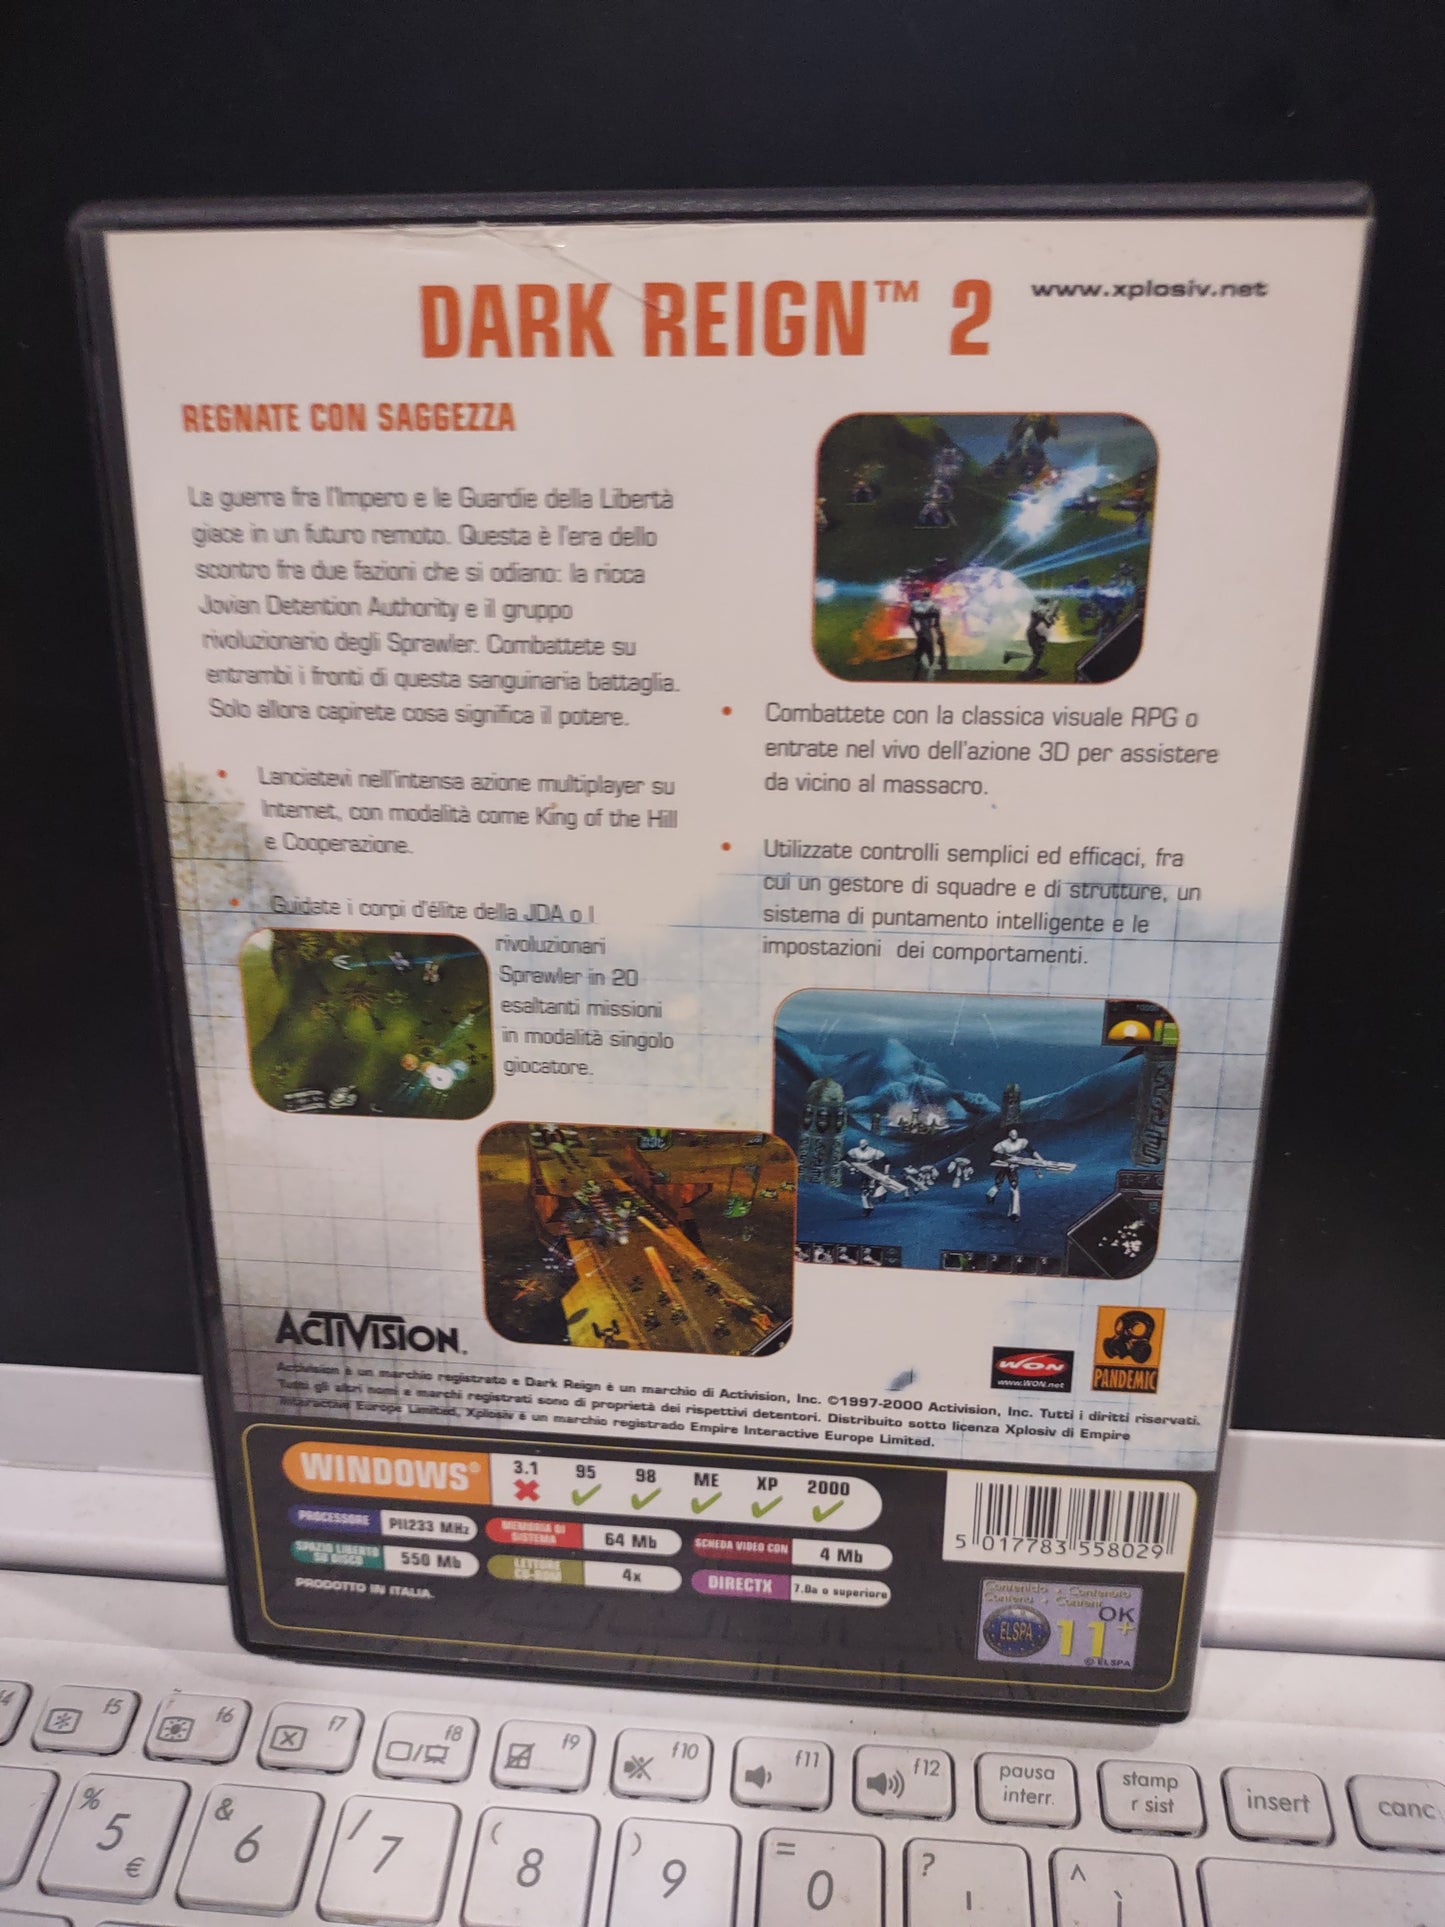 DARK REIGN™ 2
www.xplosiv.net
REGNATE CON SAGGEZZA
La guerra fra l'Impero e le Guardie della Libertà
giace in un futuro remoto. Questa è l'era dello
scontro fra due fazioni che si odiano: la ricca
Jovian Detention Authority e il gruppo
rivoluzionario degli Sprawler. Combattete su
entrambi i fronti di questa sanguinaria battaglia.
Solo allora capirete cosa significa il potere.
• Lanciatevi nell'intensa azione multiplayer su
Internet, con modalità come King of the Hill
e Cooperazione.
• Guidate i corpi d'élite della JDA o I
rivoluzionari
Sprawler in 20
esaltanti missioni
in modalità singolo
giocatore.
• Combattete con la classica visuale RPG o
entrate nel vivo dell'azione 3D per assistere
da vicino al massacro.
• Utilizzate controlli semplici ed efficaci, fra
cui un gestore di squadre e di strutture, un
sistema di puntamento intelligente e le
impostazioni dei comportamenti.
ACTIVISION.
WON
www.WON.net
PANDEMIC
Activision è un marchio registrato e Dark Reign è un marchio di Activision, Inc. ©1997-2000 Activision, Inc. Tutti i diritti riservati.
Tutti gli altri nomi e marchi registrati sono di proprietà dei rispettivi detentori. Distribuito sotto licenza Xplosiv di Empire
Interactive Europe Limited, Xplosiv è un marchio registrado Empire Interactive Europe Limited.
WINDOWS®
3.1 95 98 ME XP 2000
PROCESSORE PII233 MHz
MEMORIA DI SISTEMA 64 Mb
SCHEDA VIDEO CON 4 Mb
SPAZIO LIBERTO SU DISCO 550 Mb
LETTORE CD-ROM 4x
DIRECTX 7.0a o superiore
PRODOTTO IN ITALIA.
5 017783 558029
Contenido • Contenuto
Contenu • Content
OK
ELSPA
11+
© ELSPA
f4 f5 f6 f7 f8 f9 f10 f11 f12
pausa
interr.
stamp
r sist
insert
canc
% 5 €
& 6
/ 7
( 8
) 9
= 0
? '
^ ì